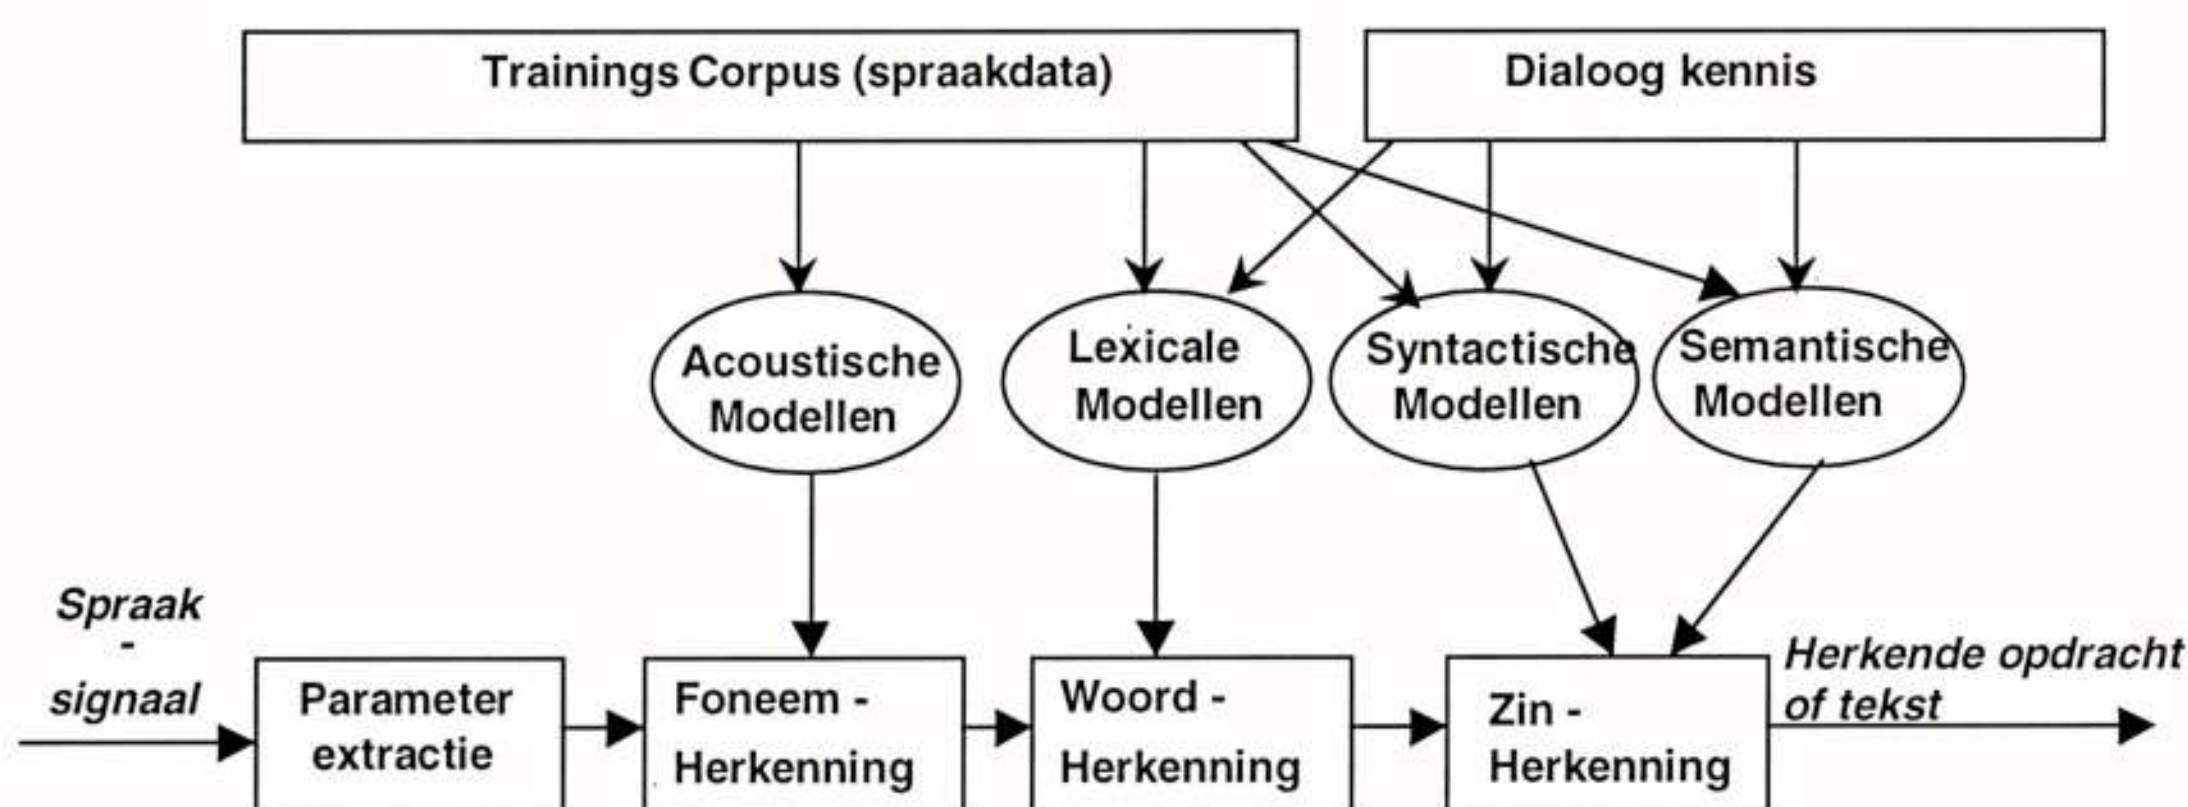 Trainings Corpus (spraakdata)
Dialoog kennis
Acoustische
Modellen
Lexicale
Modellen
Syntactische
Modellen
Semantische
Modellen
Spraak
-
signaal
Parameter
extractie
Foneem -
Herkenning
Woord -
Herkenning
Zin -
Herkenning
Herkende opdracht
of tekst